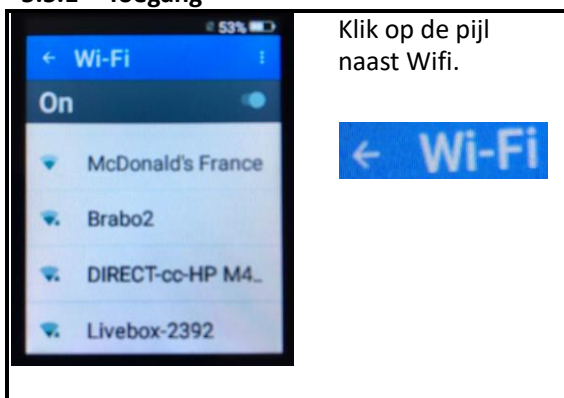 53%
Wi-Fi
On
McDonald's France
Brabo2
DIRECT-cc-HP M4..
Livebox-2392
Klik op de pijl
naast Wifi.
← Wi-Fi